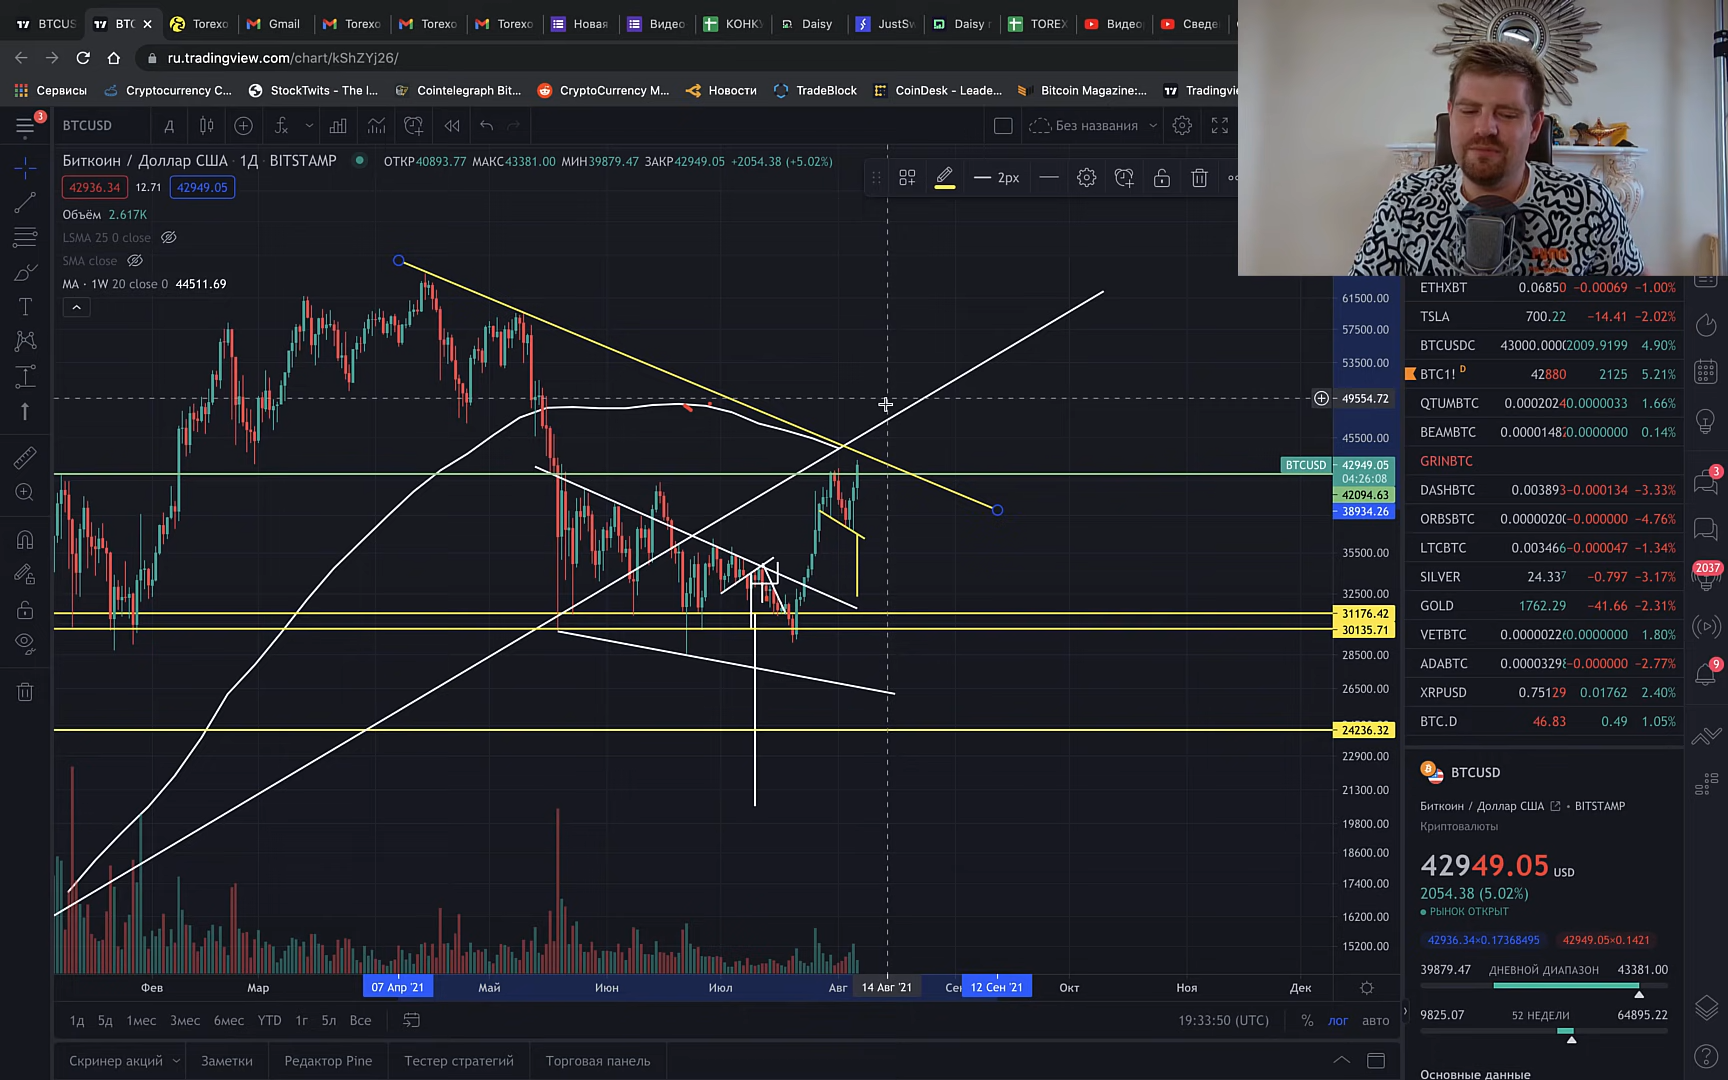 BTCUS
BTC
Torexo
Gmail
Torexo
Torexo
Torexo
Новая
Видео
КОНКУ
Daisy
JustSw
Daisy r
TOREX
Видео
Сведе
ru.tradingview.com/chart/kShZYj26/
Сервисы
Cryptocurrency C...
StockTwits - The l...
Cointelegraph Bit...
CryptoCurrency M...
Новости
TradeBlock
CoinDesk - Leade...
Bitcoin Magazine:...
Tradingvie
3
BTCUSD
Д
Без названия
Биткоин / Доллар США · 1Д · BITSTAMP
ОТКР40893.77 МАКС43381.00 МИН39879.47 ЗАКР42949.05 +2054.38 (+5.02%)
42936.34 12.71 42949.05
2px
Объём 2.617K
LSMA 25 0 close
SMA close
MA · 1W 20 close 0 44511.69
61500.00
57500.00
53500.00
49554.72
45500.00
BTCUSD 42949.05
04:26:08
42094.63
38934.26
35500.00
32500.00
31176.42
30135.71
28500.00
26500.00
24236.32
22900.00
21300.00
19800.00
18600.00
17400.00
16200.00
15200.00
Фев
Мар
07 Апр '21
Май
Июн
Июл
Авг
14 Авг '21
Сен
12 Сен '21
Окт
Ноя
Дек
1д 5д 1мес 3мес 6мес YTD 1г 5л Все
19:33:50 (UTC) % лог авто
Скринер акций
Заметки
Редактор Pine
Тестер стратегий
Торговая панель
ETHXBT 0.06850 −0.00069 −1.00%
TSLA 700.22 −14.41 −2.02%
BTCUSDC 43000.0000 2009.9199 4.90%
BTC1! D 42880 2125 5.21%
QTUMBTC 0.000202 40.0000033 1.66%
BEAMBTC 0.0000148 20.0000000 0.14%
GRINBTC
DASHBTC 0.003893 −0.000134 −3.33%
ORBSBTC 0.0000020 −0.000000 −4.76%
LTCBTC 0.003466 −0.000047 −1.34%
SILVER 24.337 −0.797 −3.17%
GOLD 1762.29 −41.66 −2.31%
VETBTC 0.0000022 0.0000000 1.80%
ADABTC 0.0000329 −0.000000 −2.77%
XRPUSD 0.75129 0.01762 2.40%
BTC.D 46.83 0.49 1.05%
3
2037
9
BTCUSD
Биткоин / Доллар США • BITSTAMP
Криптовалюты
42949.05 USD
2054.38 (5.02%)
РЫНОК ОТКРЫТ
42936.34×0.17368495 42949.05×0.1421
39879.47 ДНЕВНОЙ ДИАПАЗОН 43381.00
9825.07 52 НЕДЕЛИ 64895.22
Основные данные